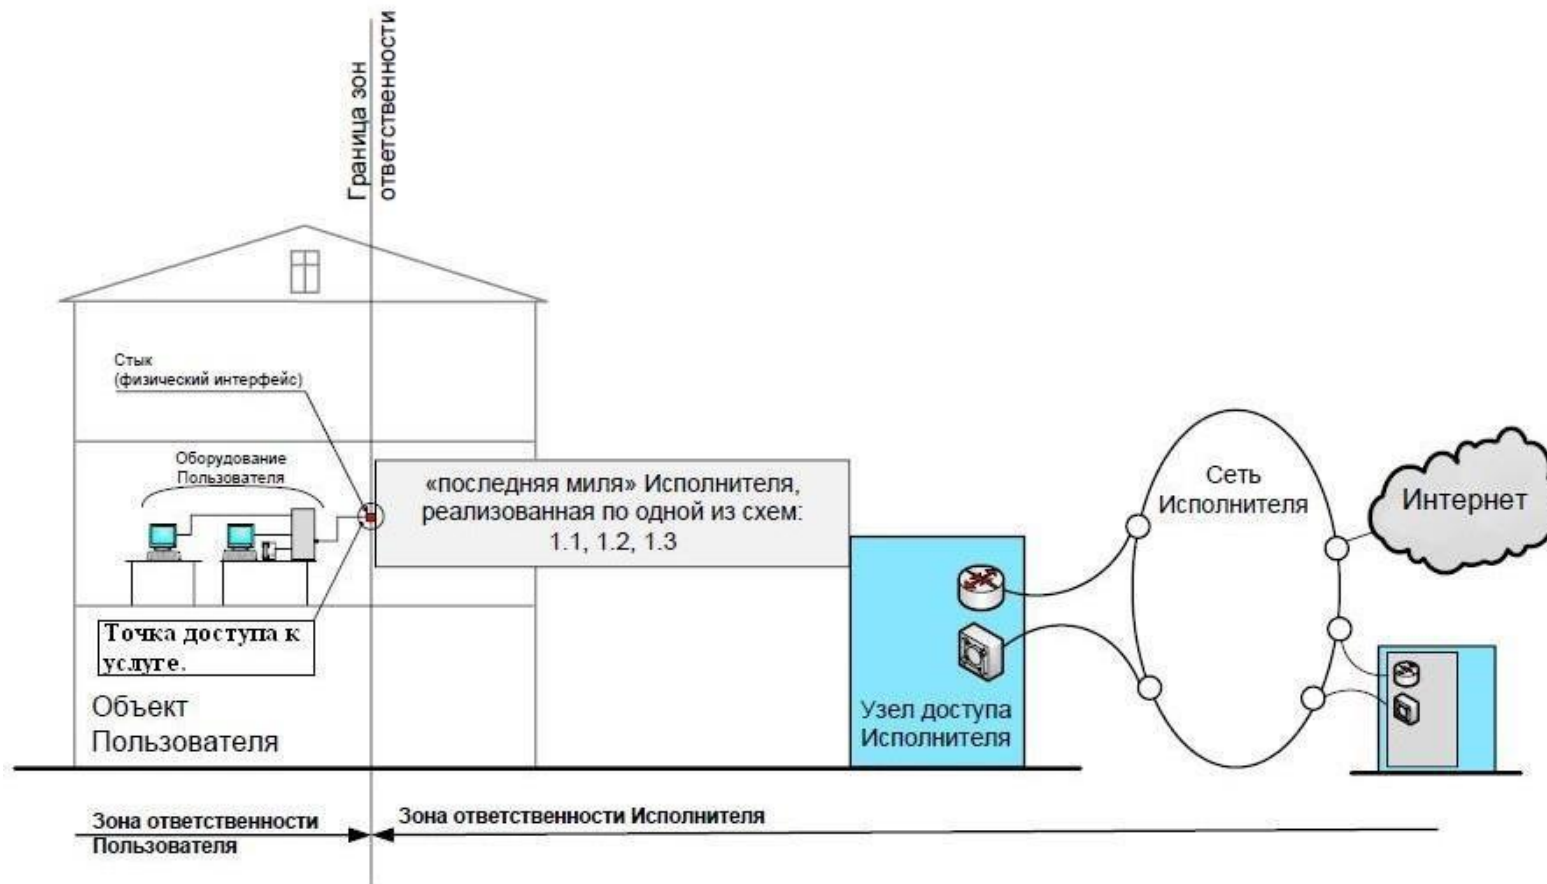 Граница зон
ответственности
Стык
(физический интерфейс)
Оборудование
Пользователя
«последняя миля» Исполнителя,
реализованная по одной из схем:
1.1, 1.2, 1.3
Сеть
Исполнителя
Интернет
Точка доступа к
услуге.
Объект
Пользователя
Узел доступа
Исполнителя
Зона ответственности
Пользователя
Зона ответственности Исполнителя